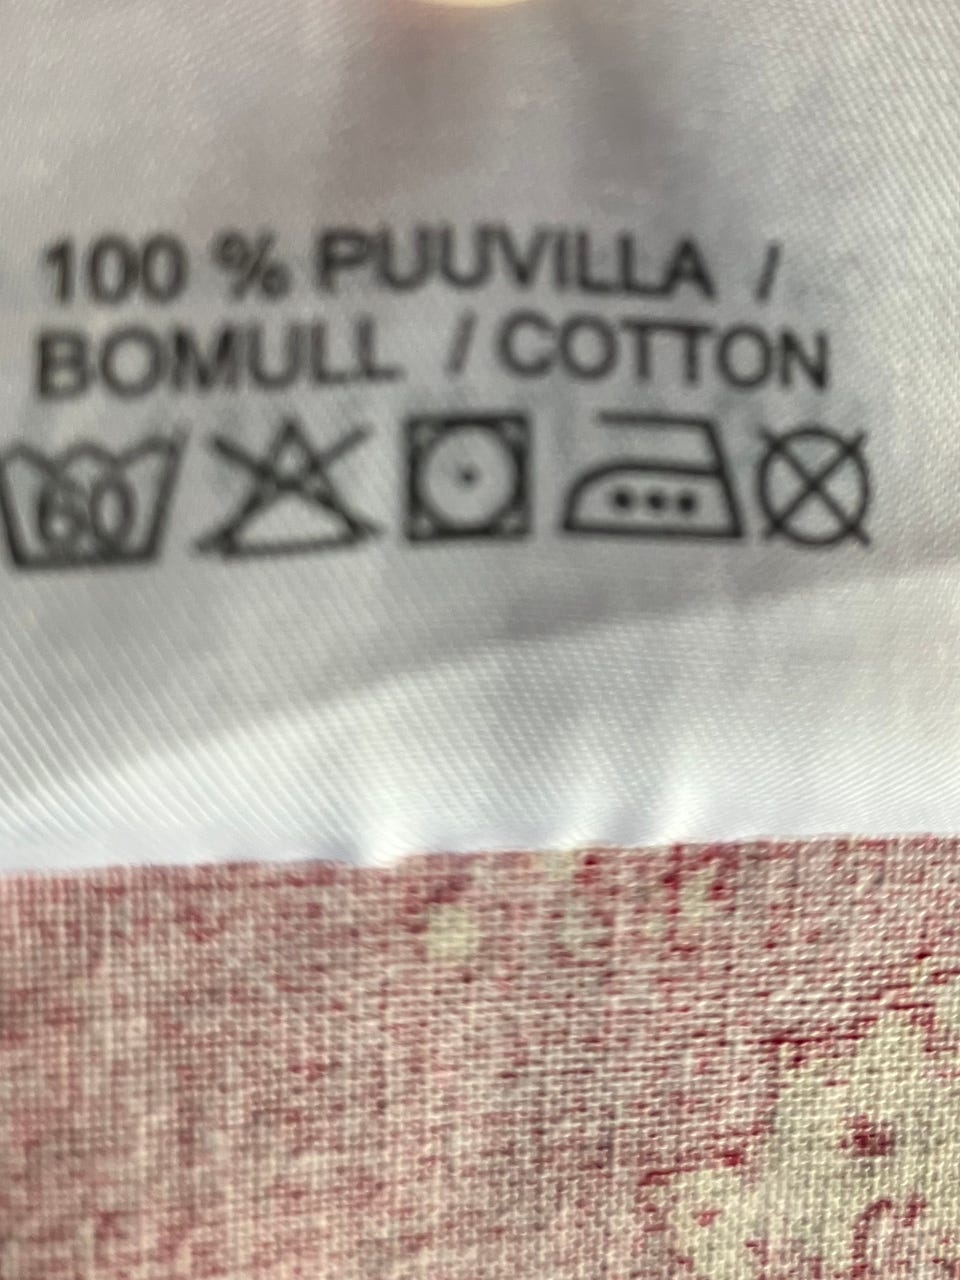 100 % PUUVILLA /
BOMULL / COTTON
60